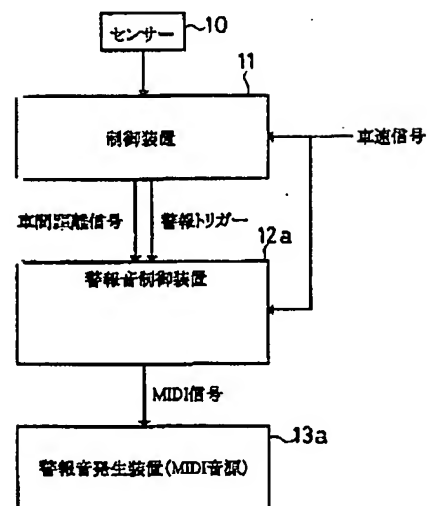 センサー
10
11
制御装置
車速信号
車間距離信号
警報トリガー
12a
警報音制御装置
MIDI信号
13a
警報音発生装置(MIDI音源)